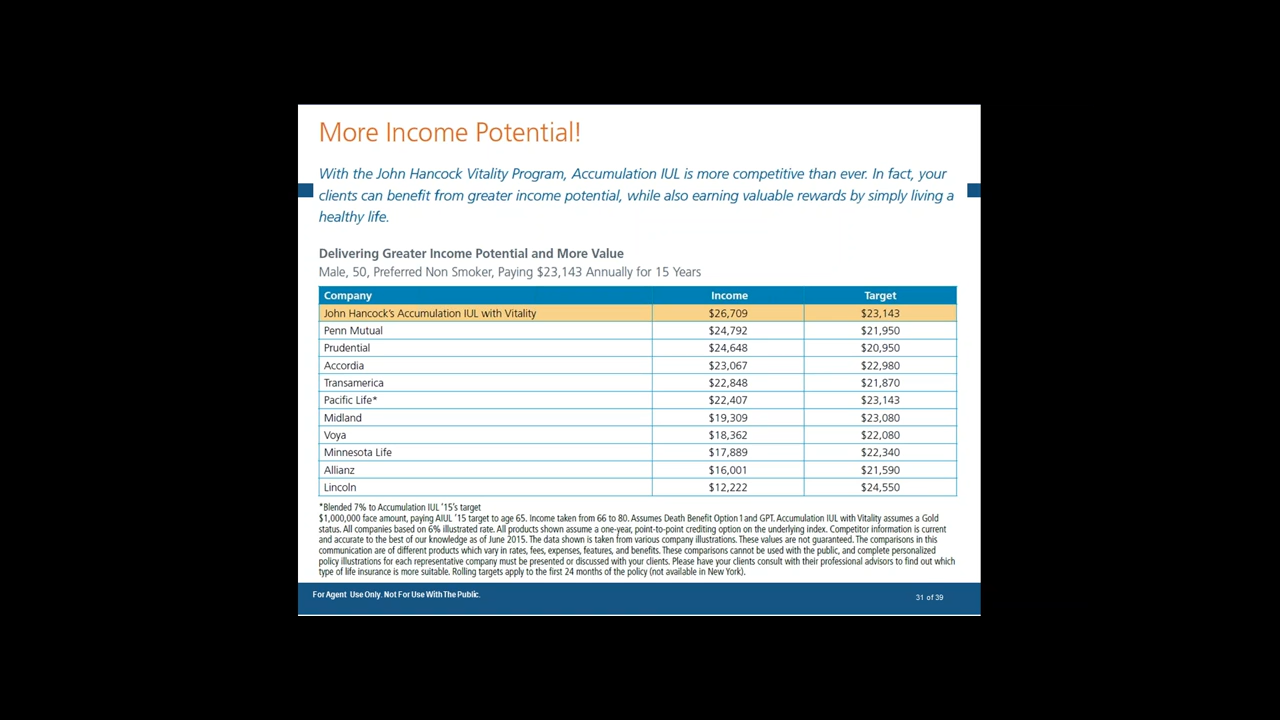 More Income Potential!
With the John Hancock Vitality Program, Accumulation IUL is more competitive than ever. In fact, your
clients can benefit from greater income potential, while also earning valuable rewards by simply living a
healthy life.
Delivering Greater Income Potential and More Value
Male, 50, Preferred Non Smoker, Paying $23,143 Annually for 15 Years
Company Income Target
John Hancock's Accumulation IUL with Vitality $26,709 $23,143
Penn Mutual $24,792 $21,950
Prudential $24,648 $20,950
Accordia $23,067 $22,980
Transamerica $22,848 $21,870
Pacific Life* $22,407 $23,143
Midland $19,309 $23,080
Voya $18,362 $22,080
Minnesota Life $17,889 $22,340
Allianz $16,001 $21,590
Lincoln $12,222 $24,550
*Blended 7% to Accumulation IUL '15's target
$1,000,000 face amount, paying AIUL '15 target to age 65. Income taken from 66 to 80. Assumes Death Benefit Option 1 and GPT. Accumulation IUL with Vitality assumes a Gold
status. All companies based on 6% illustrated rate. All products shown assume a one-year, point-to-point crediting option on the underlying index. Competitor information is current
and accurate to the best of our knowledge as of June 2015. The data shown is taken from various company illustrations. These values are not guaranteed. The comparisons in this
communication are of different products which vary in rates, fees, expenses, features, and benefits. These comparisons cannot be used with the public, and complete personalized
policy illustrations for each representative company must be presented or discussed with your clients. Please have your clients consult with their professional advisors to find out which
type of life insurance is more suitable. Rolling targets apply to the first 24 months of the policy (not available in New York).
For Agent Use Only. Not For Use With The Public.
31 of 39